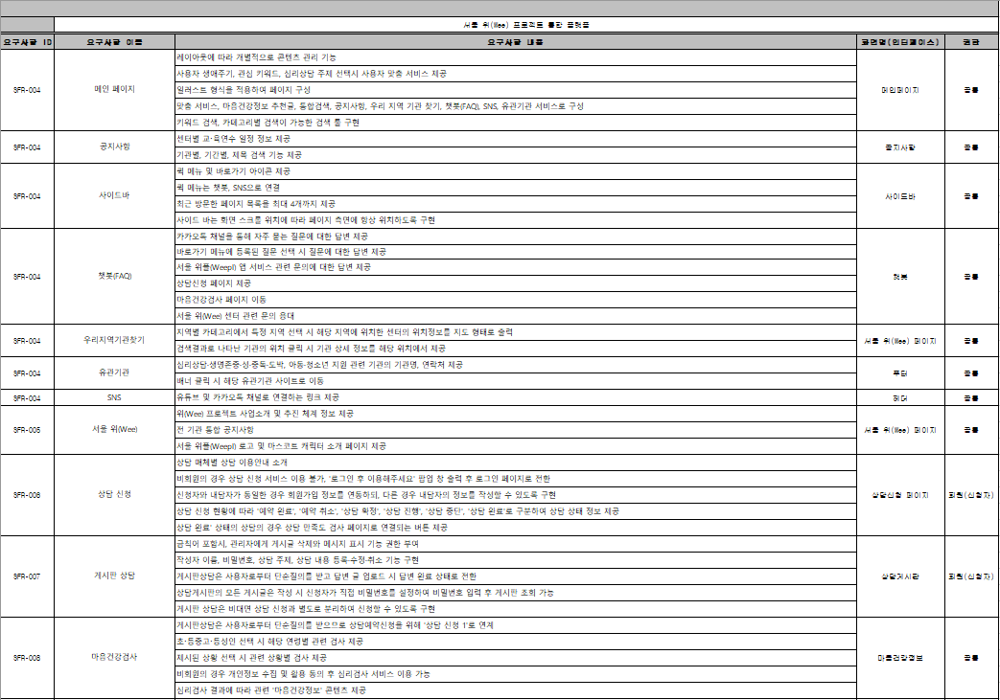 서울 위(Wee) 프로젝트 통합 플랫폼
요구사항 ID 요구사항 이름 요구사항 내용 화면명(인터페이스) 권한
SFR-004 메인 페이지 메인페이지 공통
레이아웃에 따라 개별적으로 콘텐츠 관리 기능
사용자 생애주기, 관심 키워드, 심리상담 주제 선택시 사용자 맞춤 서비스 제공
일러스트 형식을 적용하여 페이지 구성
맞춤 서비스, 마음건강정보 추천글, 통합검색, 공지사항, 우리 지역 기관 찾기, 챗봇(FAQ), SNS, 유관기관 서비스로 구성
키워드 검색, 카테고리별 검색이 가능한 검색 툴 구현
SFR-004 공지사항 공지사항 공통
센터별 교·육연수 일정 정보 제공
기관별, 기간별, 제목 검색 기능 제공
SFR-004 사이드바 사이드바 공통
퀵 메뉴 및 바로가기 아이콘 제공
퀵 메뉴는 챗봇, SNS으로 연결
최근 방문한 페이지 목록을 최대 4개까지 제공
사이드 바는 화면 스크롤 위치에 따라 페이지 측면에 항상 위치하도록 구현
SFR-004 챗봇(FAQ) 챗봇 공통
카카오톡 채널을 통해 자주 묻는 질문에 대한 답변 제공
바로가기 메뉴에 등록된 질문 선택 시 질문에 대한 답변 제공
서울 위플(Weepl) 앱 서비스 관련 문의에 대한 답변 제공
상담신청 페이지 제공
마음건강검사 페이지 이동
서울 위(Wee) 센터 관련 문의 응대
SFR-004 우리지역기관찾기 서울 위(Wee) 페이지 공통
지역별 카테고리에서 특정 지역 선택 시 해당 지역에 위치한 센터의 위치정보를 지도 형태로 출력
검색결과로 나타난 기관의 위치 클릭 시 기관 상세 정보를 해당 위치에서 제공
SFR-004 유관기관 푸터 공통
심리상담·생명존중·성·중독·도박, 아동·청소년 지원 관련 기관의 기관명, 연락처 제공
배너 클릭 시 해당 유관기관 사이트로 이동
SFR-004 SNS 유튜브 및 카카오톡 채널로 연결하는 링크 제공 헤더 공통
SFR-005 서울 위(Wee) 서울 위(Wee) 페이지 공통
위(Wee) 프로젝트 사업소개 및 추진 체계 정보 제공
전 기관 통합 공지사항
서울 위플(Weepl) 로고 및 마스코트 캐릭터 소개 페이지 제공
SFR-006 상담 신청 상담신청 페이지 회원(신청자)
상담 매체별 상담 이용안내 소개
비회원의 경우 상담 신청 서비스 이용 불가, '로그인 후 이용해주세요' 팝업 창 출력 후 로그인 페이지로 전환
신청자와 내담자가 동일한 경우 회원가입 정보를 연동하되, 다른 경우 내담자의 정보를 작성할 수 있도록 구현
상담 신청 현황에 따라 '예약 완료', '예약 취소', '상담 확정', '상담 진행', '상담 중단', '상담 완료'로 구분하여 상담 상태 정보 제공
상담 완료' 상태의 상담의 경우 상담 만족도 검사 페이지로 연결되는 버튼 제공
SFR-007 게시판 상담 상담게시판 회원(신청자)
금칙어 포함시, 관리자에게 게시글 삭제와 메시지 표시 기능 권한 부여
작성자 이름, 비밀번호, 상담 주제, 상담 내용 등록·수정·취소 기능 구현
게시판상담은 사용자로부터 단순질의를 받고 답변 글 업로드 시 답변 완료 상태로 전환
상담게시판의 모든 게시글은 작성 시 신청자가 직접 비밀번호를 설정하여 비밀번호 입력 후 게시판 조회 가능
게시판 상담은 비대면 상담 신청과 별도로 분리하여 신청할 수 있도록 구현
SFR-008 마음건강검사 마음건강정보 공통
게시판상담은 사용자로부터 단순질의를 받으므로 상담예약신청을 위해 '상담 신청 1'로 연계
초·등중고·등성인 선택 시 해당 연령별 관련 검사 제공
제시된 상황 선택 시 관련 상황별 검사 제공
비회원의 경우 개인정보 수집 및 활용 동의 후 심리검사 서비스 이용 가능
심리검사 결과에 따라 관련 '마음건강정보' 콘텐츠 제공